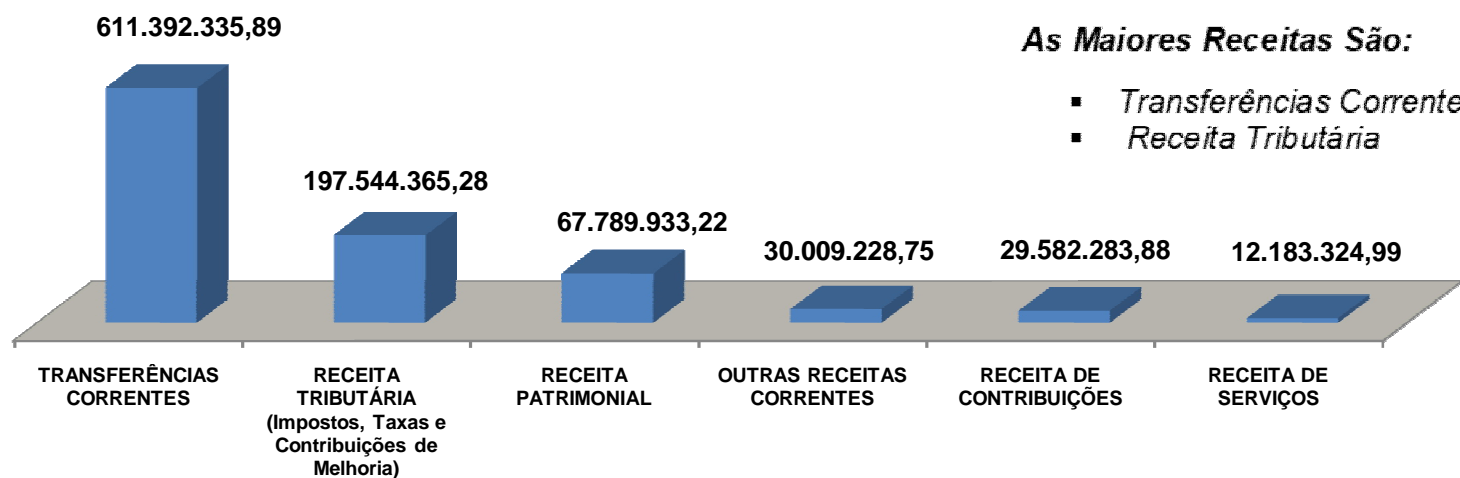 611.392.335,89
As Maiores Receitas São:
▪ Transferências Corrente
▪ Receita Tributária
197.544.365,28
67.789.933,22
30.009.228,75
29.582.283,88
12.183.324,99
TRANSFERÊNCIAS
CORRENTES
RECEITA
TRIBUTÁRIA
(Impostos, Taxas e
Contribuições de
Melhoria)
RECEITA
PATRIMONIAL
OUTRAS RECEITAS
CORRENTES
RECEITA DE
CONTRIBUIÇÕES
RECEITA DE
SERVIÇOS